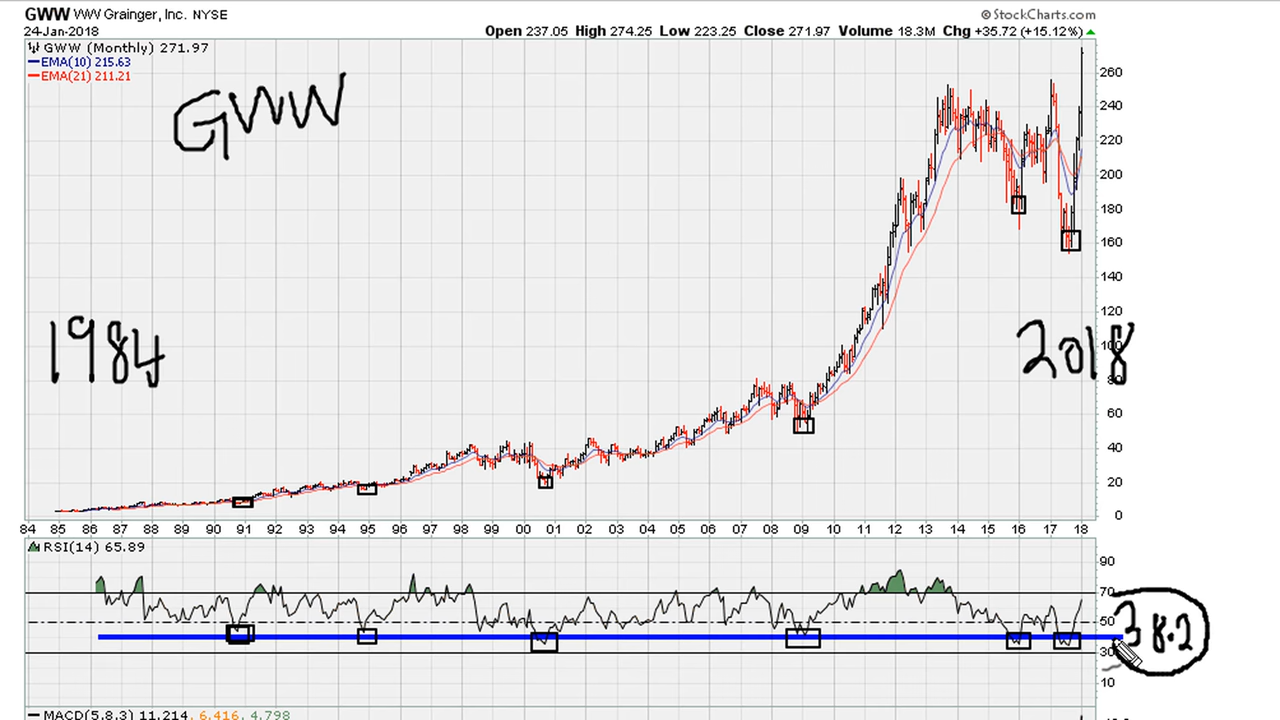 GWW W.W. Grainger, Inc. NYSE © StockCharts.com
24-Jan-2018 Open 237.05 High 274.25 Low 223.25 Close 271.97 Volume 18.3M Chg +35.72 (+15.12%)
GWW (Monthly) 271.97
EMA(10) 215.63
EMA(21) 211.21
GWW
260
240
220
200
180
160
140
120
100
80
60
40
20
0
1984
2018
84 85 86 87 88 89 90 91 92 93 94 95 96 97 98 99 00 01 02 03 04 05 06 07 08 09 10 11 12 13 14 15 16 17 18
RSI(14) 65.89
90
70
50
30
10
38.2
MACD(5,8,3) 11.214, 6.416, 4.798